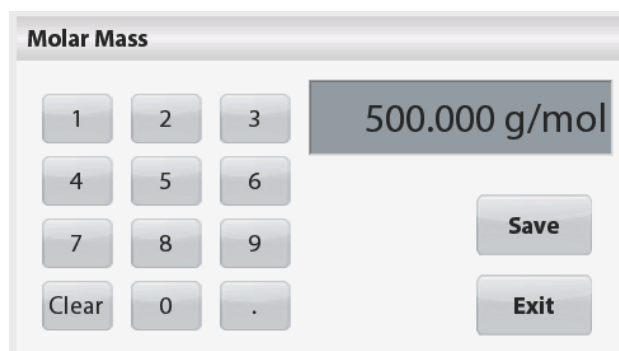 Molar Mass
500.000 g/mol
1 2 3
4 5 6
7 8 9
Clear 0 .
Save
Exit